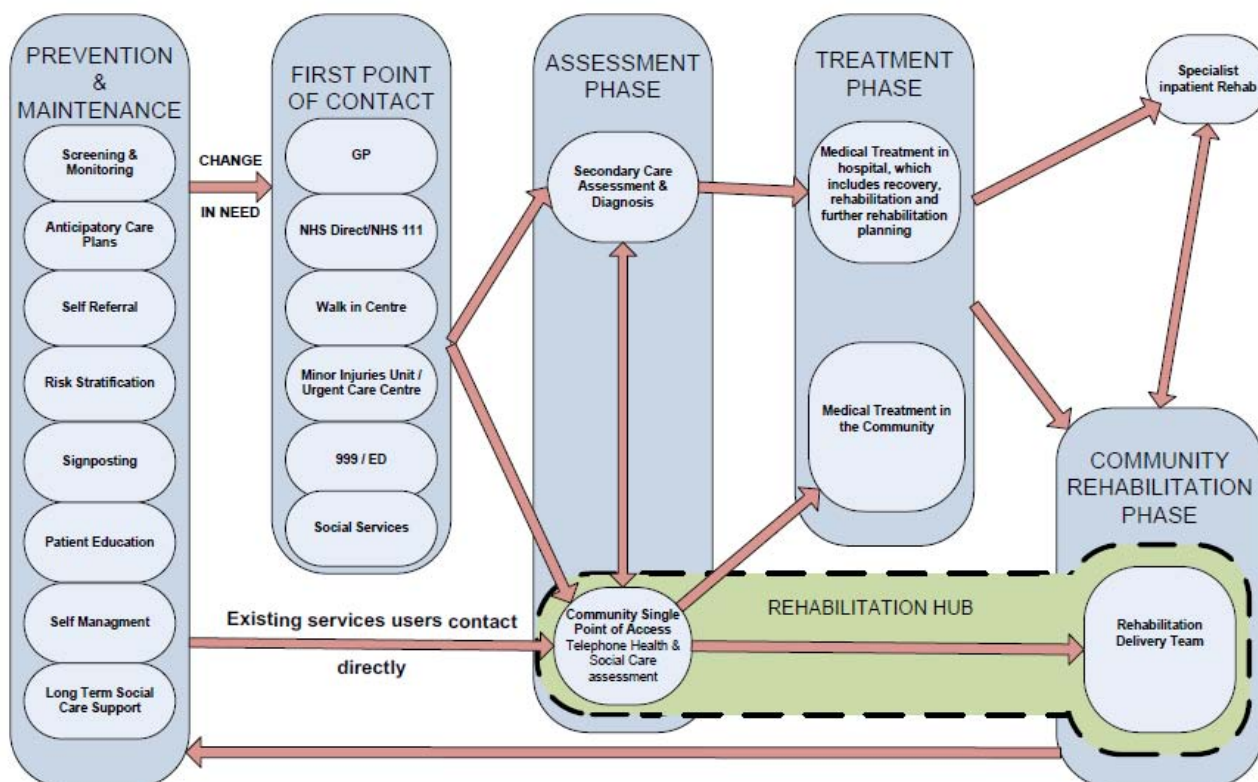 PREVENTION
&
MAINTENANCE
Screening &
Monitoring
Anticipatory Care
Plans
Self Referral
Risk Stratification
Signposting
Patient Education
Self Managment
Long Term Social
Care Support
CHANGE
IN NEED
FIRST POINT
OF CONTACT
GP
NHS Direct/NHS 111
Walk in Centre
Minor Injuries Unit /
Urgent Care Centre
999 / ED
Social Services
Existing services users contact
directly
ASSESSMENT
PHASE
Secondary Care
Assessment &
Diagnosis
Community Single
Point of Access
Telephone Health &
Social Care
assessment
TREATMENT
PHASE
Medical Treatment in
hospital, which
includes recovery,
rehabilitation and
further rehabilitation
planning
Medical Treatment in
the Community
REHABILITATION HUB
Specialist
inpatient Rehab
COMMUNITY
REHABILITATION
PHASE
Rehabilitation
Delivery Team